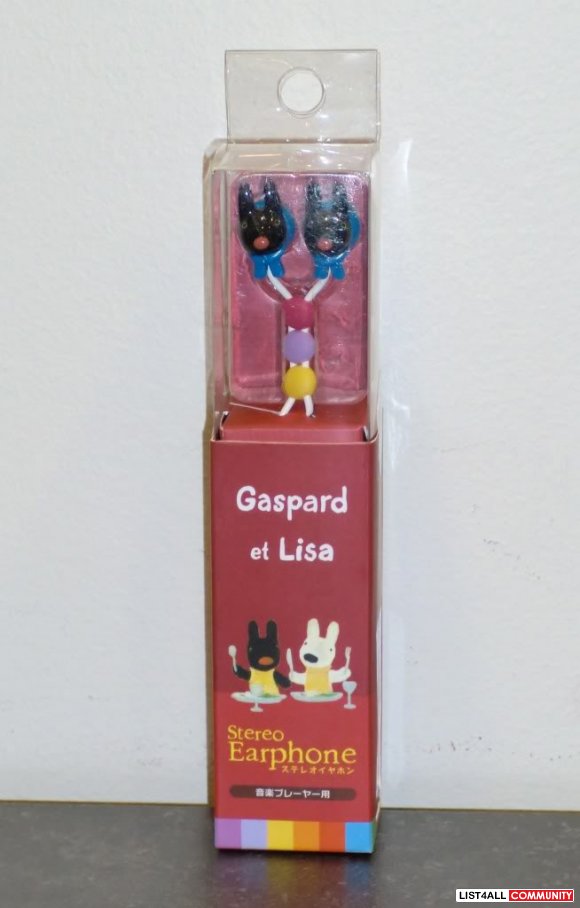 Gaspard
et Lisa
Stereo
Earphone
ステレオイヤホン
音楽プレーヤー用
LIST4ALL COMMUNITY